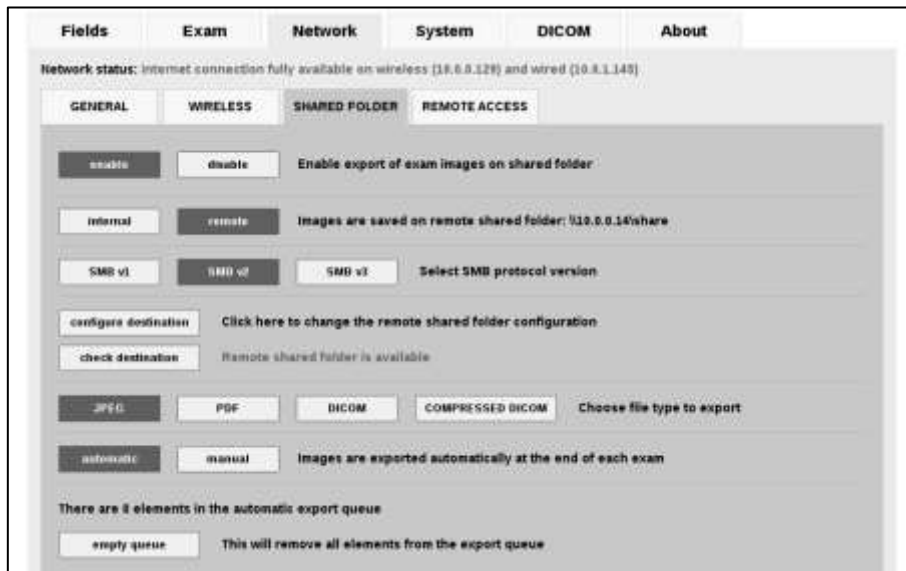 Fields Exam Network System DICOM About
Network status: Internet connection fully available on wireless (10.0.0.129) and wired
GENERAL WIRELESS SHARED FOLDER REMOTE ACCESS
enable disable Enable export of exam images on shared folder
internal remote Images are saved on remote shared folder: \\10.0.0.14\share
SMB v1 SMB v2 SMB v3 Select SMB protocol version
configure destination Click here to change the remote shared folder configuration
check destination Remote shared folder is available
JPEG PDF DICOM COMPRESSED DICOM Choose file type to export
automatic manual Images are exported automatically at the end of each exam
There are elements in the automatic export queue
empty queue This will remove all elements from the export queue